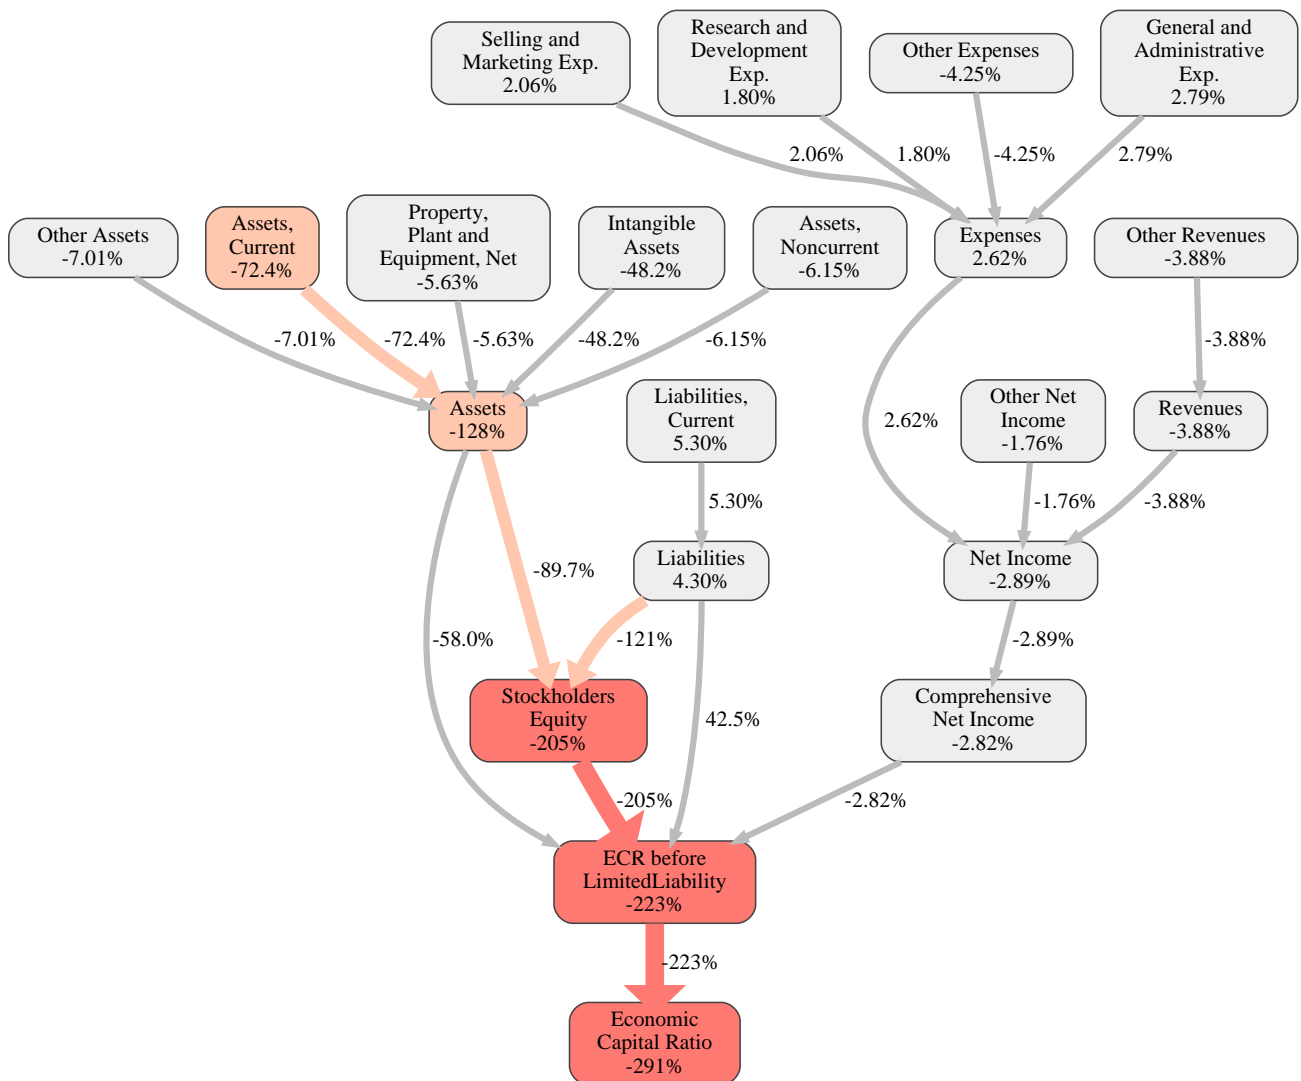 Selling and
Marketing Exp.
2.06%
Research and
Development
Exp.
1.80%
Other Expenses
-4.25%
General and
Administrative
Exp.
2.79%
2.06%
1.80%
-4.25%
2.79%
Other Assets
-7.01%
Assets,
Current
-72.4%
Property,
Plant and
Equipment, Net
-5.63%
Intangible
Assets
-48.2%
Assets,
Noncurrent
-6.15%
Expenses
2.62%
Other Revenues
-3.88%
-7.01%
-72.4%
-5.63%
-48.2%
-6.15%
-3.88%
Assets
-128%
Liabilities,
Current
5.30%
2.62%
Other Net
Income
-1.76%
Revenues
-3.88%
5.30%
-1.76%
-3.88%
-89.7%
Liabilities
4.30%
Net Income
-2.89%
-58.0%
-121%
-2.89%
Stockholders
Equity
-205%
42.5%
Comprehensive
Net Income
-2.82%
-205%
-2.82%
ECR before
LimitedLiability
-223%
-223%
Economic
Capital Ratio
-291%